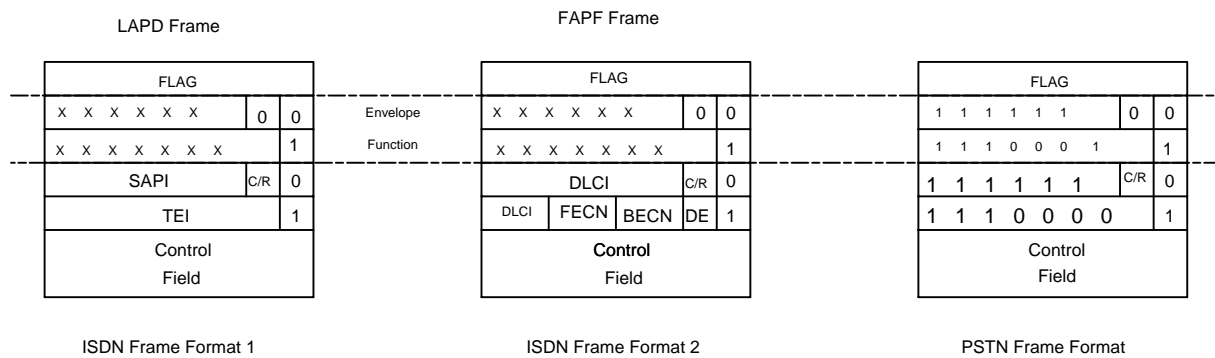 LAPD Frame
FAPF Frame
FLAG
FLAG
FLAG
X X X X X X 0 0
Envelope
X X X X X X 0 0
1 1 1 1 1 1 0 0
X X X X X X X 1
Function
X X X X X X X 1
1 1 1 0 0 0 1 1
SAPI C/R 0
DLCI C/R 0
1 1 1 1 1 1 C/R 0
TEI 1
DLCI FECN BECN DE 1
1 1 1 0 0 0 0 1
Control
Control
Control
Field
Field
Field
ISDN Frame Format 1
ISDN Frame Format 2
PSTN Frame Format